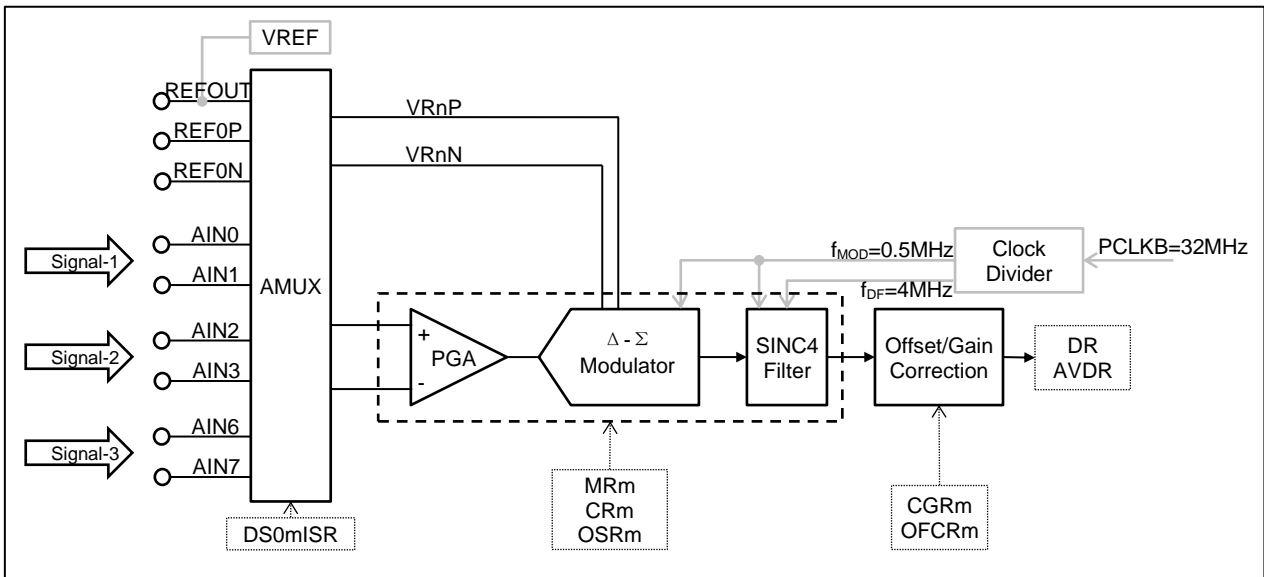 VREF
REFOUT
REF0P
REF0N
VRnP
VRnN
Signal-1
AIN0
AIN1
Signal-2
AIN2
AIN3
Signal-3
AIN6
AIN7
AMUX
DS0mISR
+
-
PGA
Δ - Σ
Modulator
SINC4
Filter
fMOD=0.5MHz
fDF=4MHz
Clock
Divider
PCLKB=32MHz
Offset/Gain
Correction
DR
AVDR
MRm
CRm
OSRm
CGRm
OFCRm